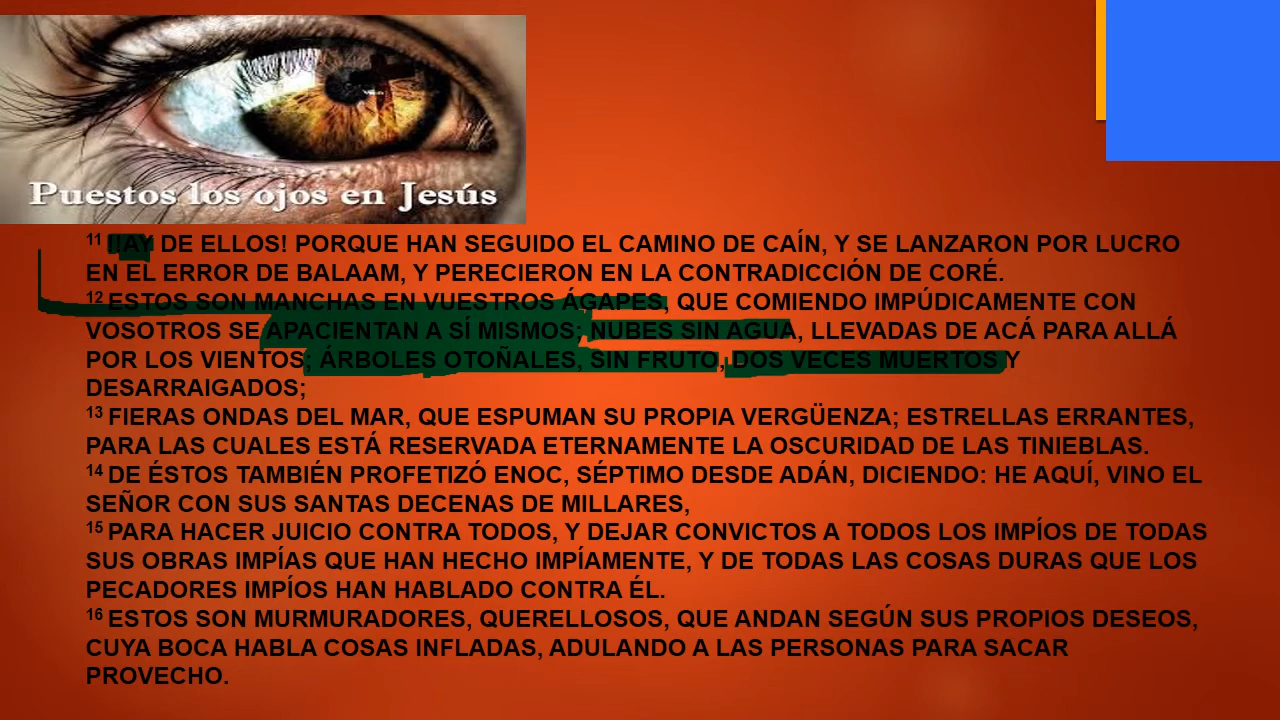 Puestos los ojos en Jesús
11 !!AY DE ELLOS! PORQUE HAN SEGUIDO EL CAMINO DE CAÍN, Y SE LANZARON POR LUCRO
EN EL ERROR DE BALAAM, Y PERECIERON EN LA CONTRADICCIÓN DE CORÉ.
12 ESTOS SON MANCHAS EN VUESTROS ÁGAPES, QUE COMIENDO IMPÚDICAMENTE CON
VOSOTROS SE APACIENTAN A SÍ MISMOS; NUBES SIN AGUA, LLEVADAS DE ACÁ PARA ALLÁ
POR LOS VIENTOS; ÁRBOLES OTOÑALES, SIN FRUTO, DOS VECES MUERTOS Y
DESARRAIGADOS;
13 FIERAS ONDAS DEL MAR, QUE ESPUMAN SU PROPIA VERGÜENZA; ESTRELLAS ERRANTES,
PARA LAS CUALES ESTÁ RESERVADA ETERNAMENTE LA OSCURIDAD DE LAS TINIEBLAS.
14 DE ÉSTOS TAMBIÉN PROFETIZÓ ENOC, SÉPTIMO DESDE ADÁN, DICIENDO: HE AQUÍ, VINO EL
SEÑOR CON SUS SANTAS DECENAS DE MILLARES,
15 PARA HACER JUICIO CONTRA TODOS, Y DEJAR CONVICTOS A TODOS LOS IMPÍOS DE TODAS
SUS OBRAS IMPÍAS QUE HAN HECHO IMPÍAMENTE, Y DE TODAS LAS COSAS DURAS QUE LOS
PECADORES IMPÍOS HAN HABLADO CONTRA ÉL.
16 ESTOS SON MURMURADORES, QUERELLOSOS, QUE ANDAN SEGÚN SUS PROPIOS DESEOS,
CUYA BOCA HABLA COSAS INFLADAS, ADULANDO A LAS PERSONAS PARA SACAR
PROVECHO.